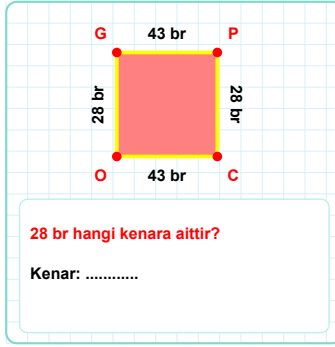 G 43 br P
28 br 28 br
O 43 br C
28 br hangi kenara aittir?
Kenar: ............